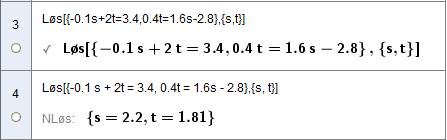 3
Løs[{-0.1s+2t=3.4,0.4t=1.6s-2.8},{s,t}]
✓ Løs[{−0.1 s + 2 t = 3.4, 0.4 t = 1.6 s − 2.8} , {s, t}]
4
Løs[{-0.1 s + 2t = 3.4, 0.4t = 1.6s - 2.8},{s, t}]
NLøs: {s = 2.2, t = 1.81}